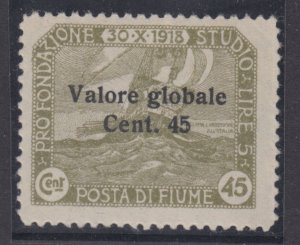 30·X·1918
PRO FONDAZIONE STUDIO LIRE 5
Valore globale
Cent. 45
Cent 45
POSTA DI FIUME